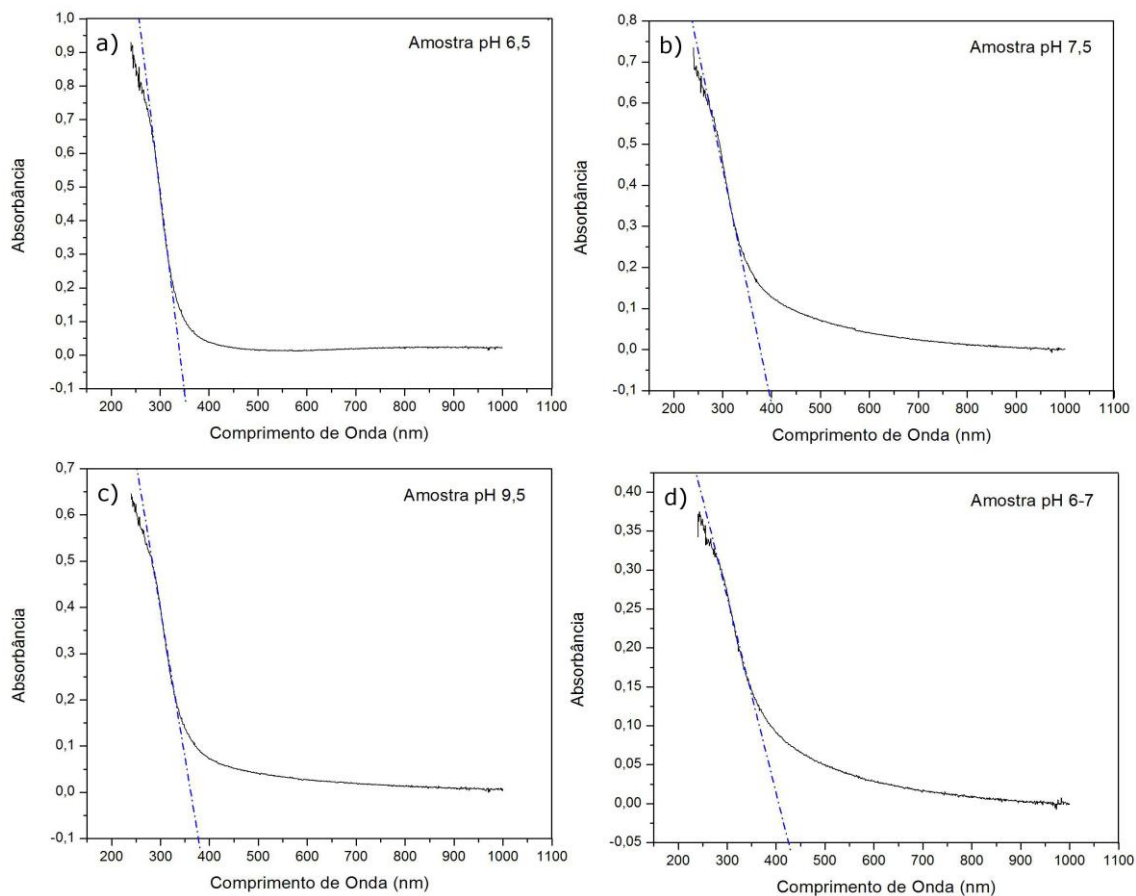 a)
Amostra pH 6,5
Absorbância
1,0
0,9
0,8
0,7
0,6
0,5
0,4
0,3
0,2
0,1
0,0
-0,1
200 300 400 500 600 700 800 900 1000 1100
Comprimento de Onda (nm)
b)
Amostra pH 7,5
Absorbância
0,8
0,7
0,6
0,5
0,4
0,3
0,2
0,1
0,0
-0,1
200 300 400 500 600 700 800 900 1000 1100
Comprimento de Onda (nm)
c)
Amostra pH 9,5
Absorbância
0,7
0,6
0,5
0,4
0,3
0,2
0,1
0,0
-0,1
200 300 400 500 600 700 800 900 1000 1100
Comprimento de Onda (nm)
d)
Amostra pH 6-7
Absorbância
0,40
0,35
0,30
0,25
0,20
0,15
0,10
0,05
0,00
-0,05
200 300 400 500 600 700 800 900 1000 1100
Comprimento de Onda (nm)